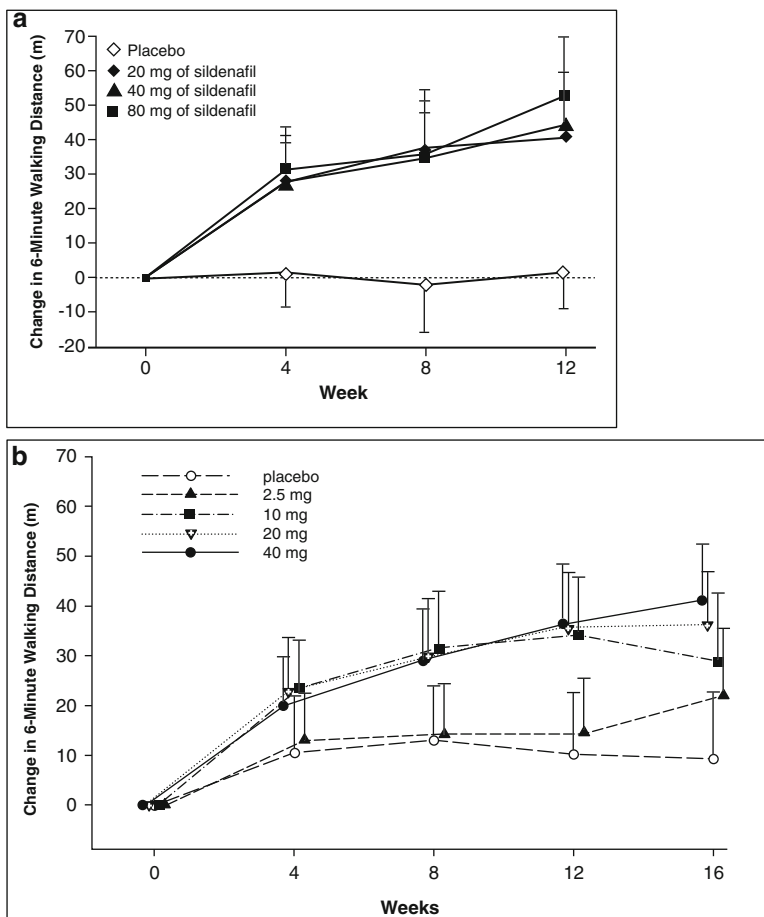 a
70
60
50
40
30
20
10
0
-10
-20
Change in 6-Minute Walking Distance (m)
Placebo
20 mg of sildenafil
40 mg of sildenafil
80 mg of sildenafil
0 4 8 12
Week
b
70
60
50
40
30
20
10
0
Change in 6-Minute Walking Distance (m)
placebo
2.5 mg
10 mg
20 mg
40 mg
0 4 8 12 16
Weeks